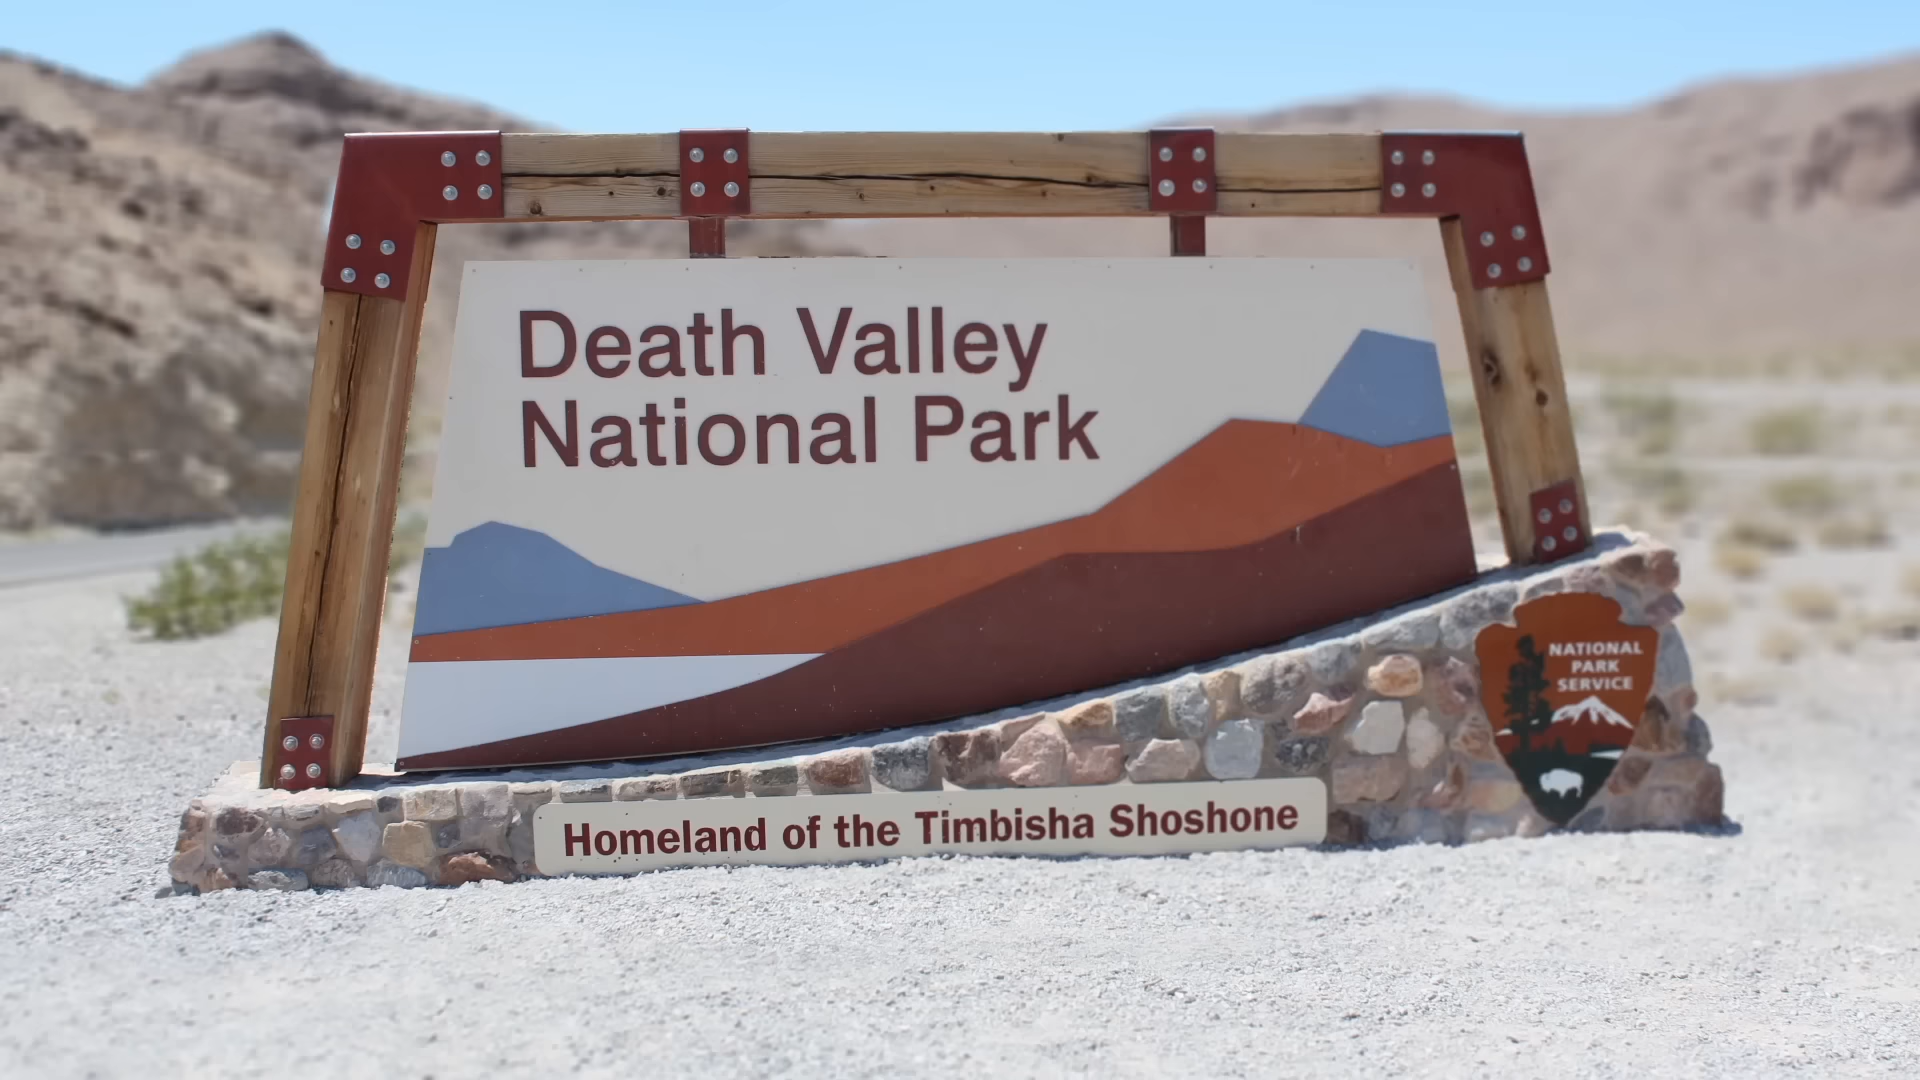 Death Valley
National Park
NATIONAL
PARK
SERVICE
Homeland of the Timbisha Shoshone